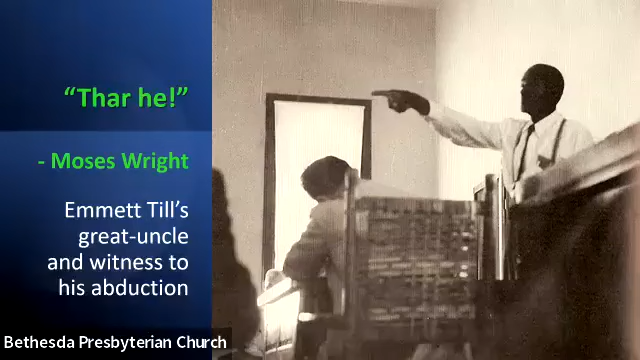 “Thar he!”
- Moses Wright
Emmett Till’s
great-uncle
and witness to
his abduction
Bethesda Presbyterian Church